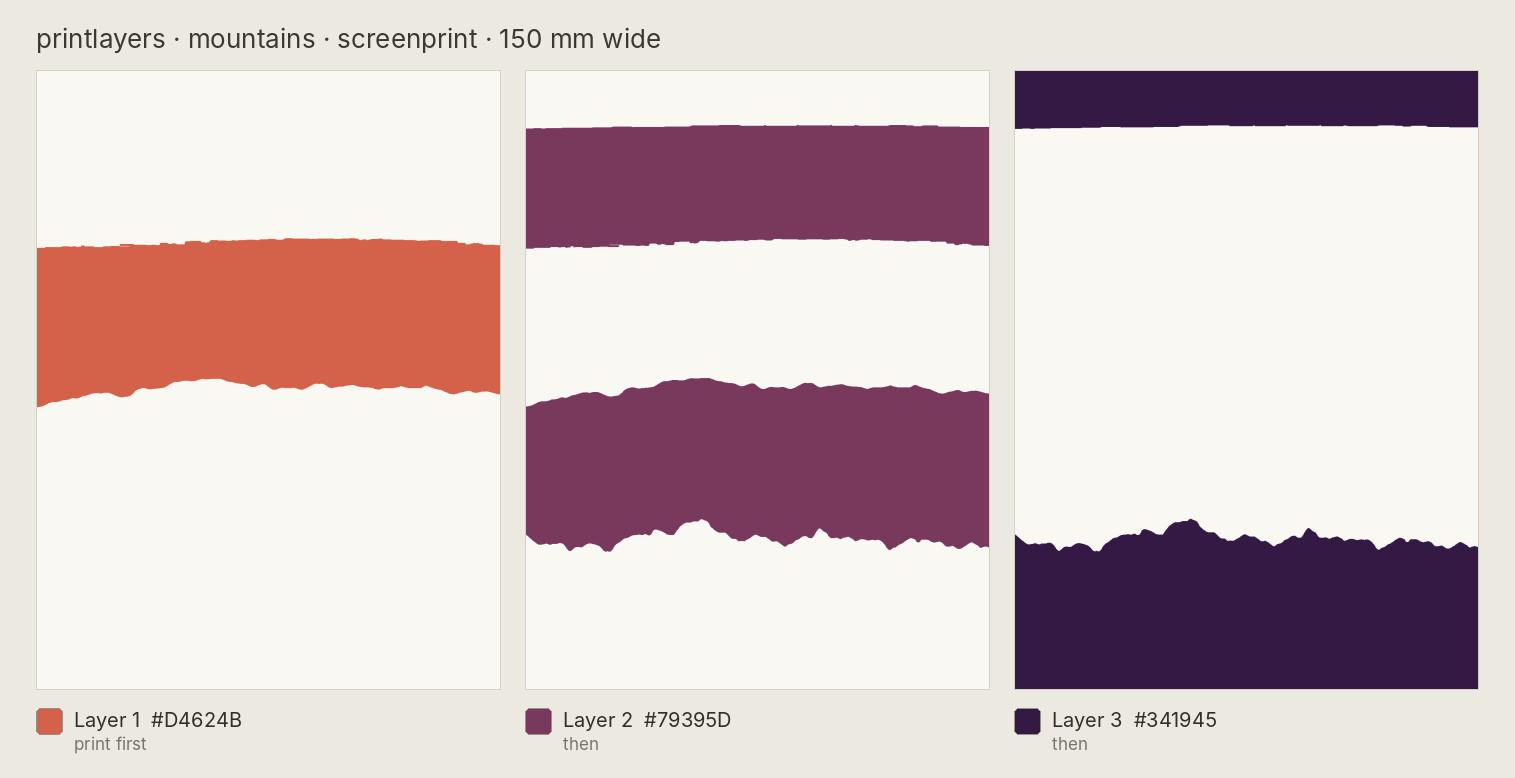 printlayers · mountains · screenprint · 150 mm wide
Layer 1 #D4624B
print first
Layer 2 #79395D
then
Layer 3 #341945
then